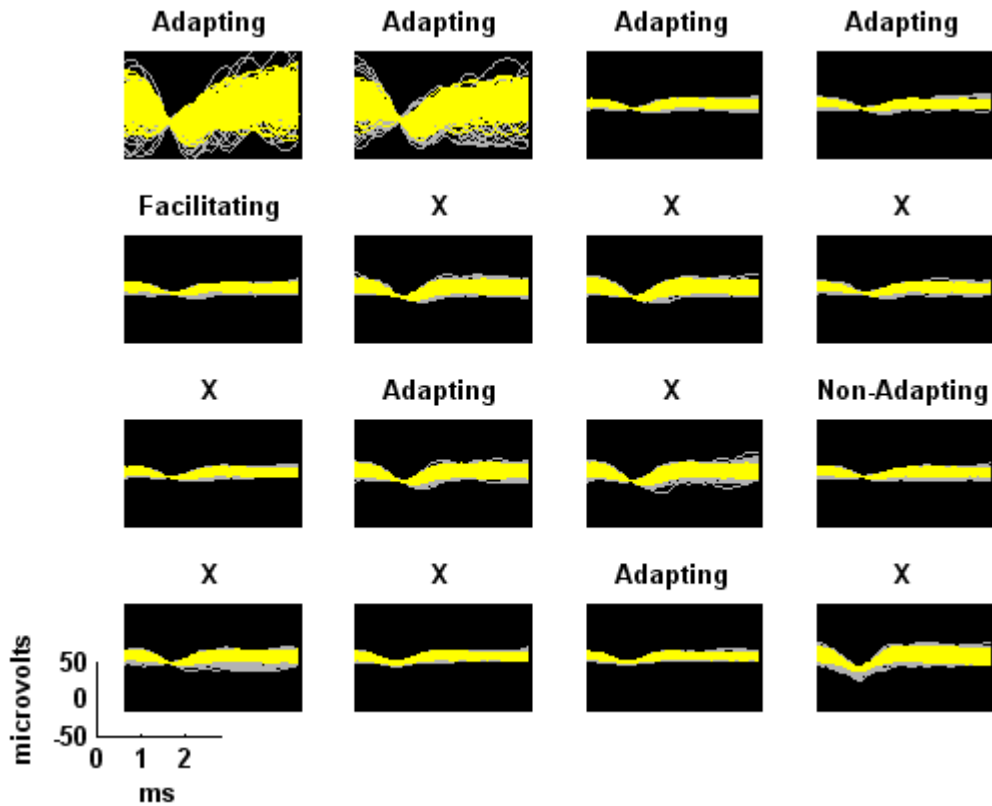 Adapting Adapting Adapting Adapting
Facilitating X X X
X Adapting X Non-Adapting
X X Adapting X
microvolts
50
0
-50
0 1 2
ms